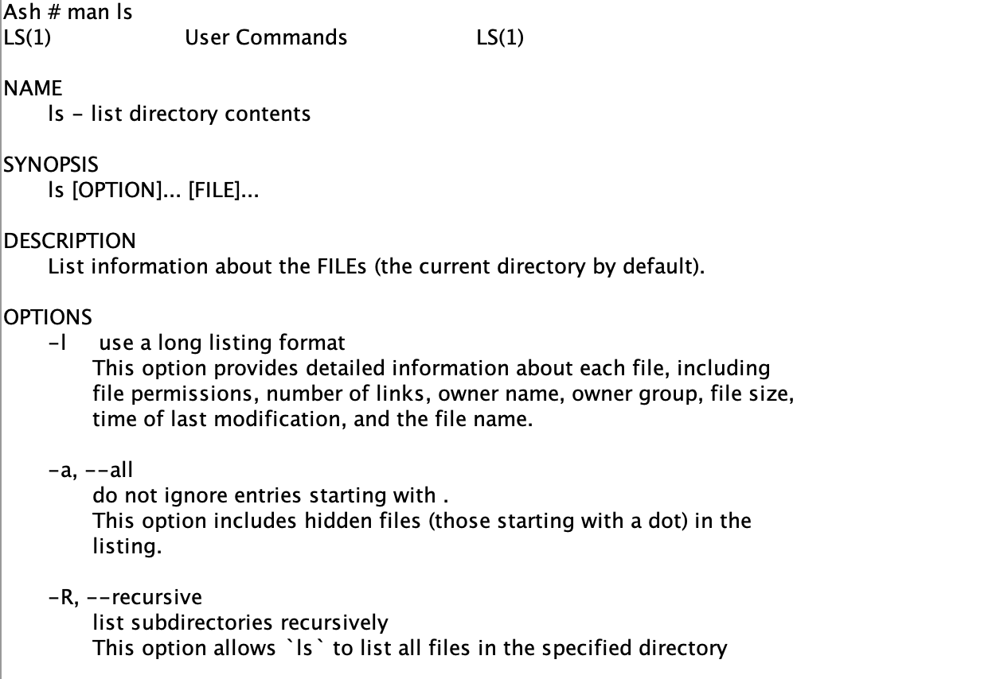 Ash # man ls
LS(1) User Commands LS(1)
NAME
ls – list directory contents
SYNOPSIS
ls [OPTION]... [FILE]...
DESCRIPTION
List information about the FILEs (the current directory by default).
OPTIONS
–l use a long listing format
This option provides detailed information about each file, including
file permissions, number of links, owner name, owner group, file size,
time of last modification, and the file name.
–a, ––all
do not ignore entries starting with .
This option includes hidden files (those starting with a dot) in the
listing.
–R, ––recursive
list subdirectories recursively
This option allows `ls` to list all files in the specified directory